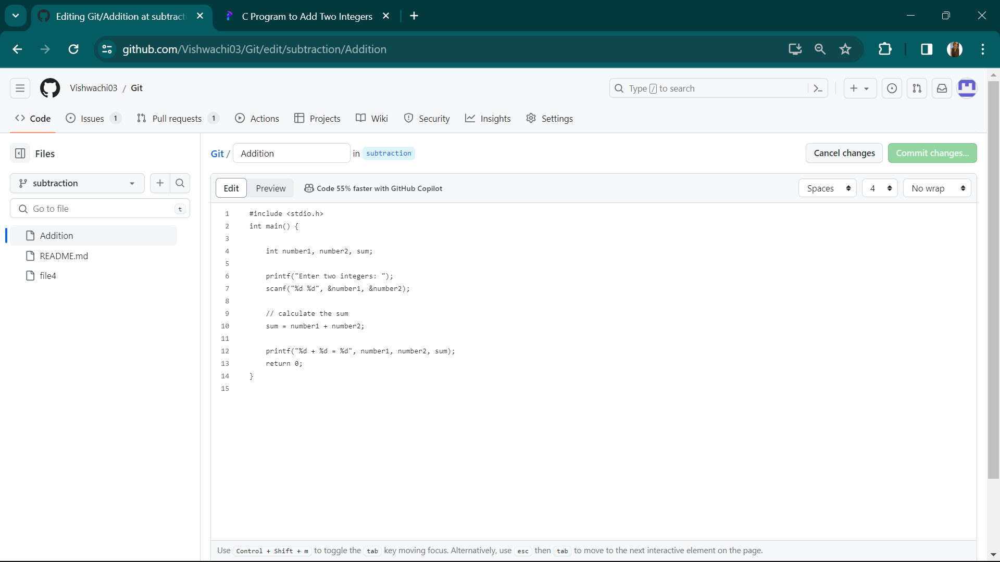 Editing Git/Addition at subtract
C Program to Add Two Integers
github.com/Vishwachi03/Git/edit/subtraction/Addition
Vishwachi03 / Git
Type / to search
Code
Issues 1
Pull requests 1
Actions
Projects
Wiki
Security
Insights
Settings
Files
Git / Addition in subtraction
Cancel changes
Commit changes...
subtraction
Go to file t
Addition
README.md
file4
Edit
Preview
Code 55% faster with GitHub Copilot
Spaces
4
No wrap
1 #include <stdio.h>
2 int main() {
3
4 int number1, number2, sum;
5
6 printf("Enter two integers: ");
7 scanf("%d %d", &number1, &number2);
8
9 // calculate the sum
10 sum = number1 + number2;
11
12 printf("%d + %d = %d", number1, number2, sum);
13 return 0;
14 }
15
Use Control + Shift + m to toggle the tab key moving focus. Alternatively, use esc then tab to move to the next interactive element on the page.